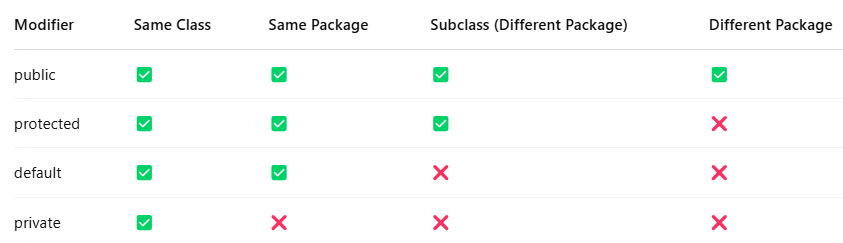 Modifier Same Class Same Package Subclass (Different Package) Different Package
public ✅ ✅ ✅ ✅
protected ✅ ✅ ✅ ❌
default ✅ ✅ ❌ ❌
private ✅ ❌ ❌ ❌